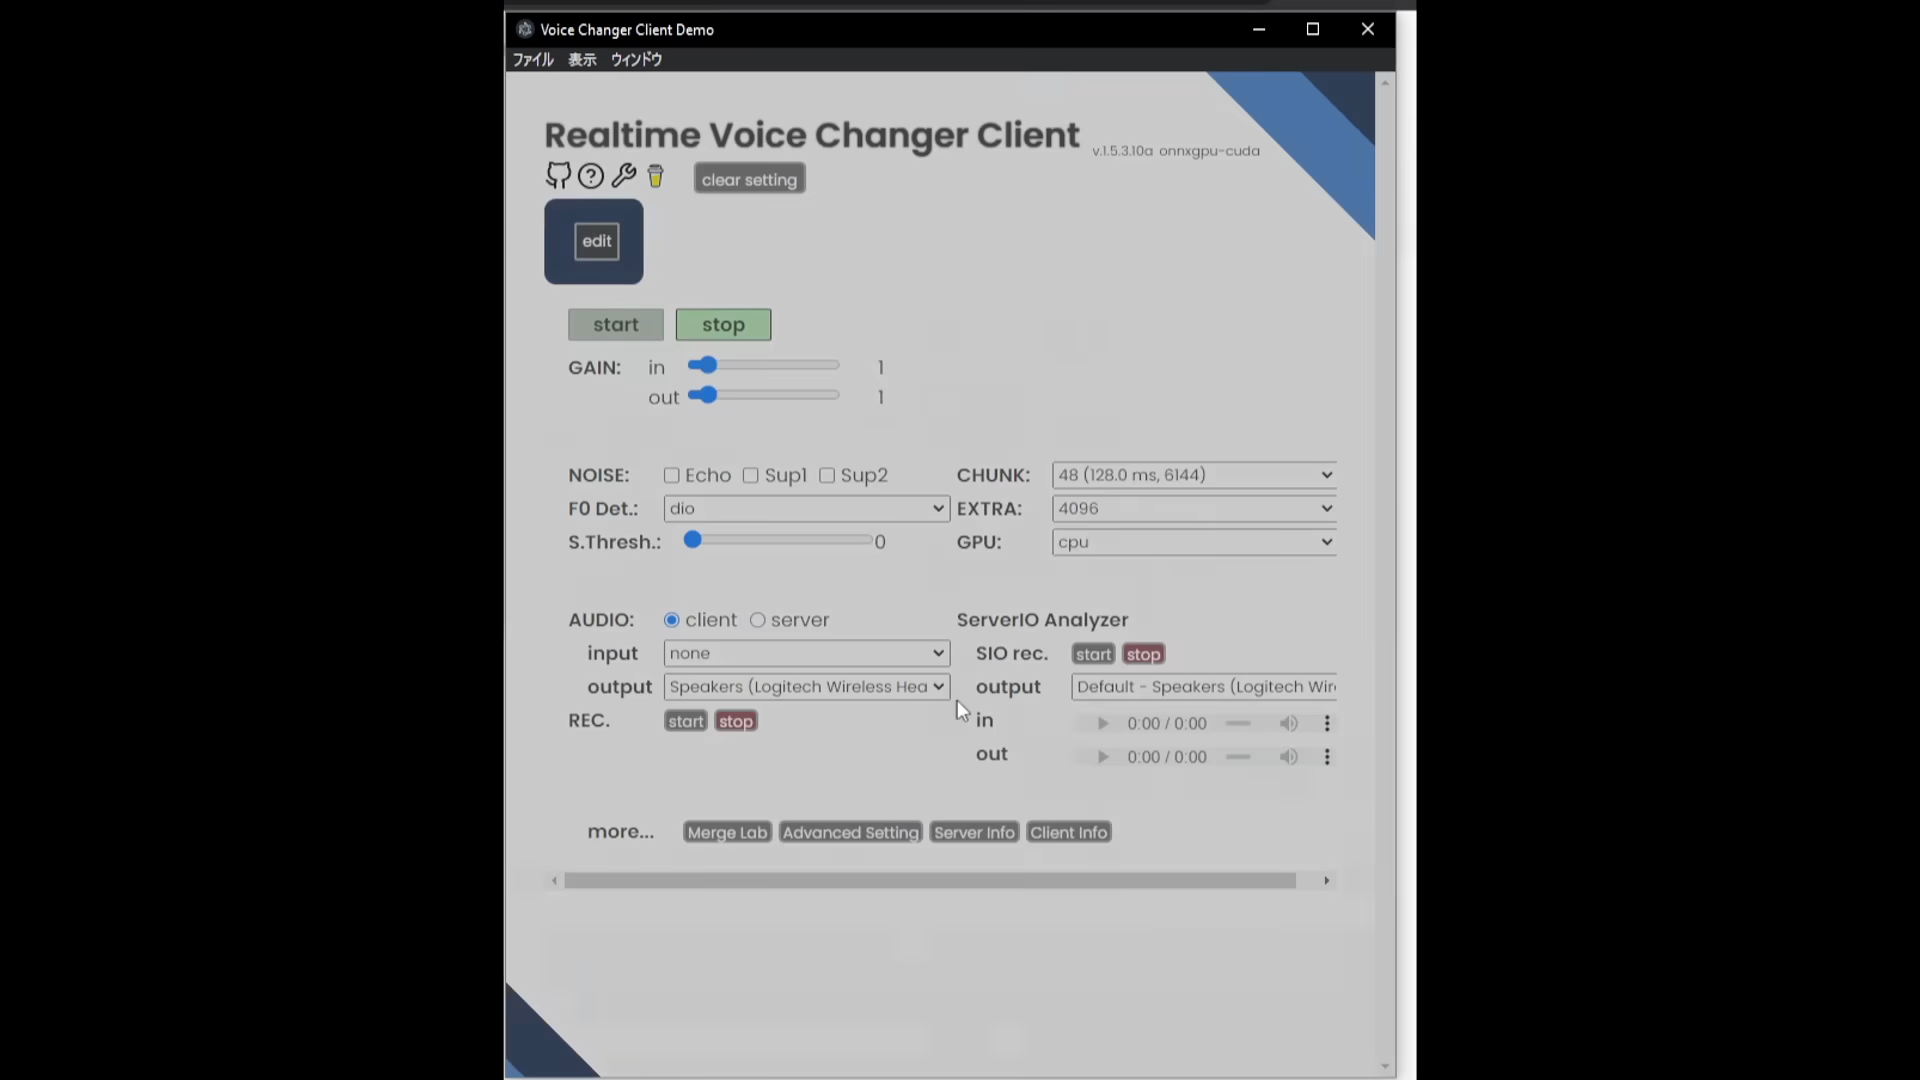 Voice Changer Client Demo
ファイル 表示 ウィンドウ
Realtime Voice Changer Client v.1.5.3.10a onnxgpu-cuda
clear setting
edit
start stop
GAIN: in 1
out 1
NOISE: Echo Sup1 Sup2 CHUNK: 48 (128.0 ms, 6144)
F0 Det.: dio EXTRA: 4096
S.Thresh.: 0 GPU: cpu
AUDIO: client server ServerIO Analyzer
input none SIO rec. start stop
output Speakers (Logitech Wireless Hea output Default - Speakers (Logitech Wir
REC. start stop in 0:00 / 0:00
out 0:00 / 0:00
more... Merge Lab Advanced Setting Server Info Client Info